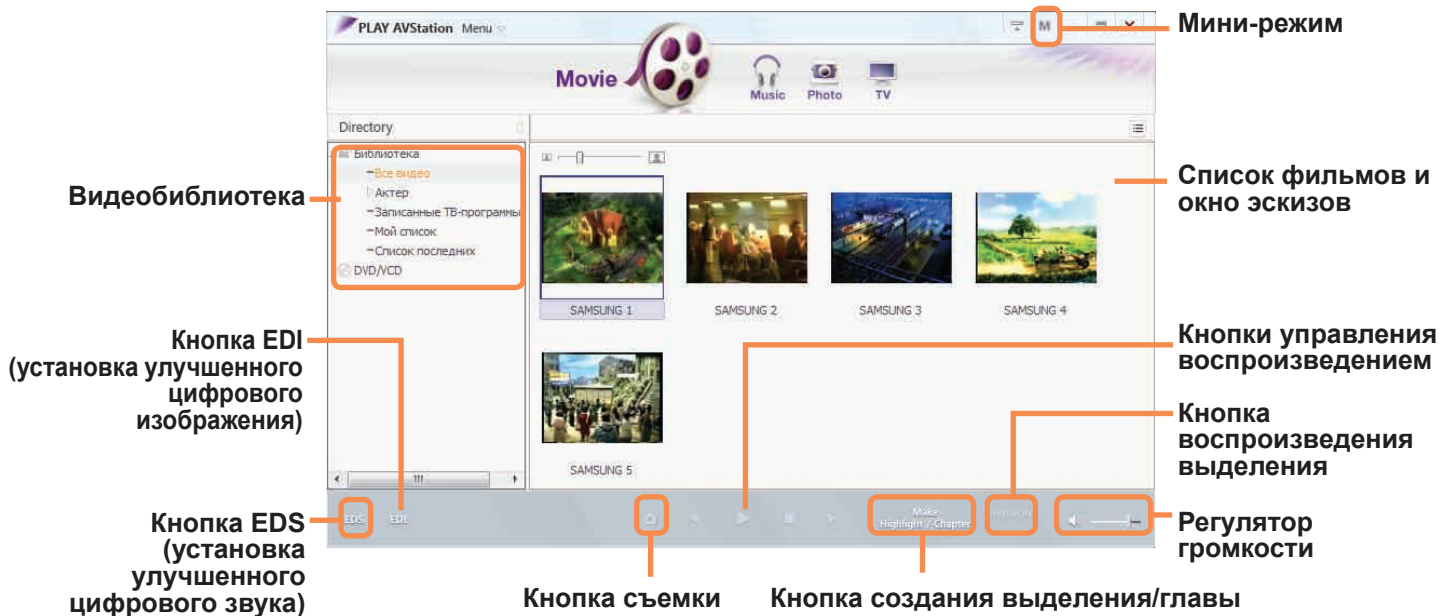 PLAY AVStation Menu
M
Мини-режим
Movie
Music
Photo
TV
Directory
Библиотека
Все видео
Актер
Записанные ТВ-программы
Мой список
Список последних
DVD/VCD
Видеобиблиотека
Список фильмов и
окно эскизов
SAMSUNG 1
SAMSUNG 2
SAMSUNG 3
SAMSUNG 4
SAMSUNG 5
Кнопка EDI
(установка улучшенного
цифрового
изображения)
Кнопки управления
воспроизведением
Кнопка
воспроизведения
выделения
EDS
EDI
Make
Highlight / Chapter
Кнопка EDS
(установка
улучшенного
цифрового звука)
Регулятор
громкости
Кнопка съемки
Кнопка создания выделения/главы